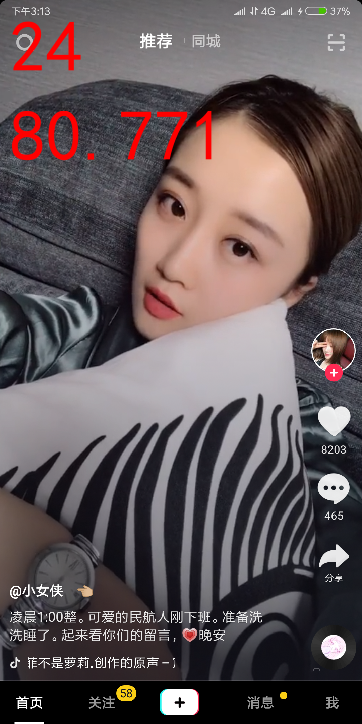 下午3:13
4G
37%
24
推荐
同城
80.771
8203
465
分享
@小女侠
凌晨1:00整。可爱的民航人刚下班。准备洗
洗睡了。起来看你们的留言，晚安
菲不是萝莉.创作的原声 - 菲
首页
关注
58
消息
我